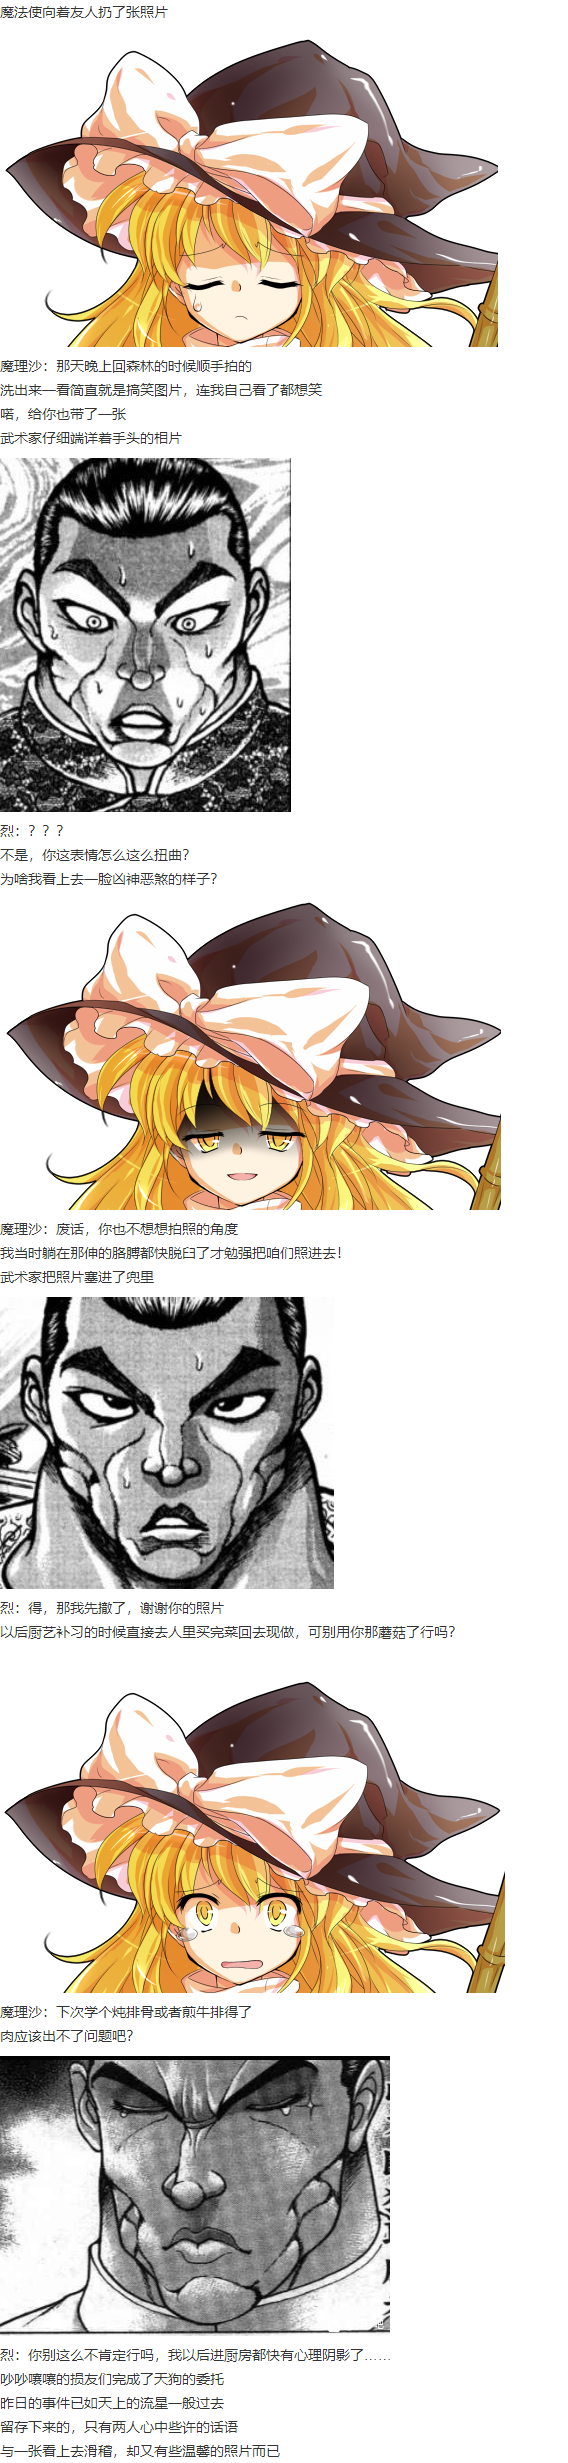 魔法使向着友人扔了张照片
魔理沙：那天晚上回森林的时候顺手拍的
洗出来一看简直就是搞笑图片，连我自己看了都想笑
喏，给你也带了一张
武术家仔细端详着手头的相片
烈：？？？
不是，你这表情怎么这么扭曲？
为啥我看上去一脸凶神恶煞的样子？
魔理沙：废话，你也不想想拍照的角度
我当时躺在那伸的胳膊都快脱臼了才勉强把咱们照进去！
武术家把照片塞进了兜里
烈：得，那我先撤了，谢谢你的照片
以后厨艺补习的时候直接去人里买完菜回去现做，可别用你那蘑菇了行吗？
魔理沙：下次学个炖排骨或者煎牛排得了
肉应该出不了问题吧？
烈：你别这么不肯定行吗，我以后进厨房都快有心理阴影了……
吵吵嚷嚷的损友们完成了天狗的委托
昨日的事件已如天上的流星一般过去
留存下来的，只有两人心中些许的话语
与一张看上去滑稽，却又有些温馨的照片而已